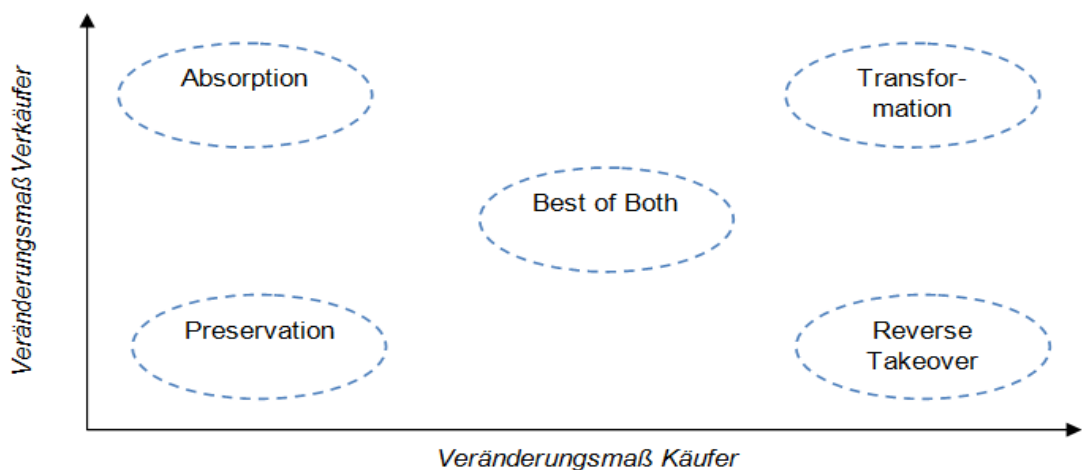 Veränderungsmaß Verkäufer
Absorption
Transfor-
mation
Best of Both
Preservation
Reverse
Takeover
Veränderungsmaß Käufer